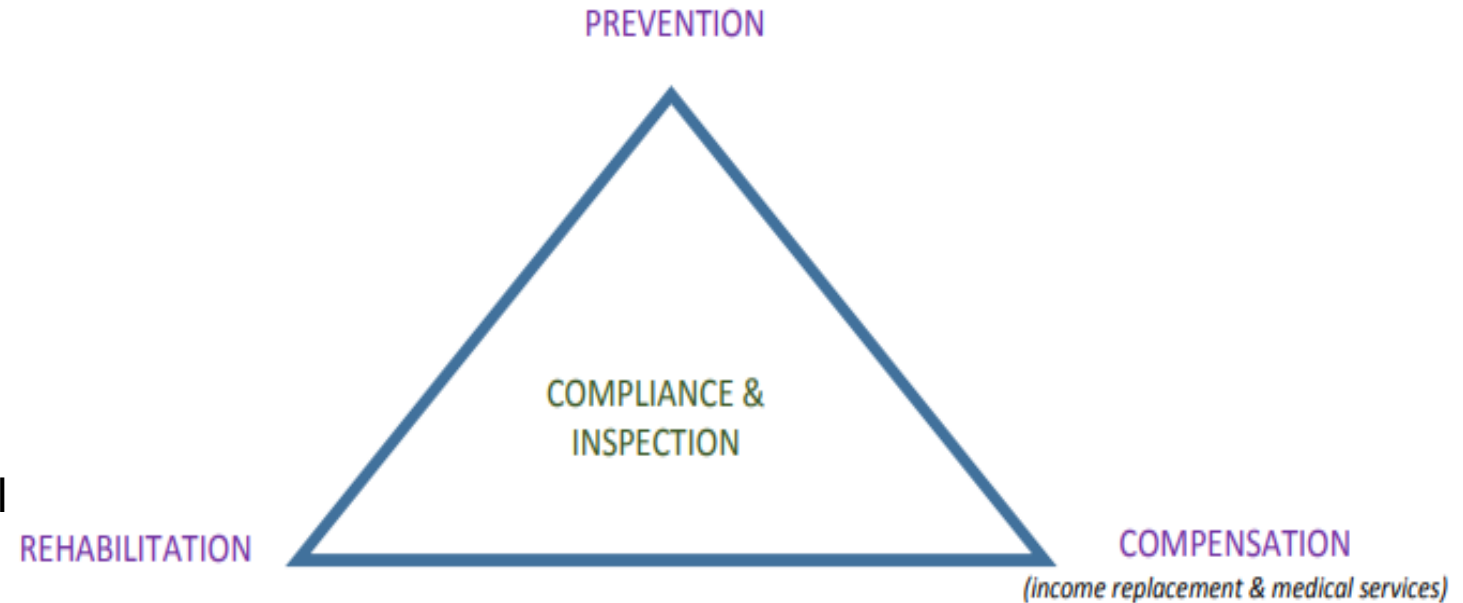 PREVENTION
COMPLIANCE &
INSPECTION
REHABILITATION
COMPENSATION
(income replacement & medical services)